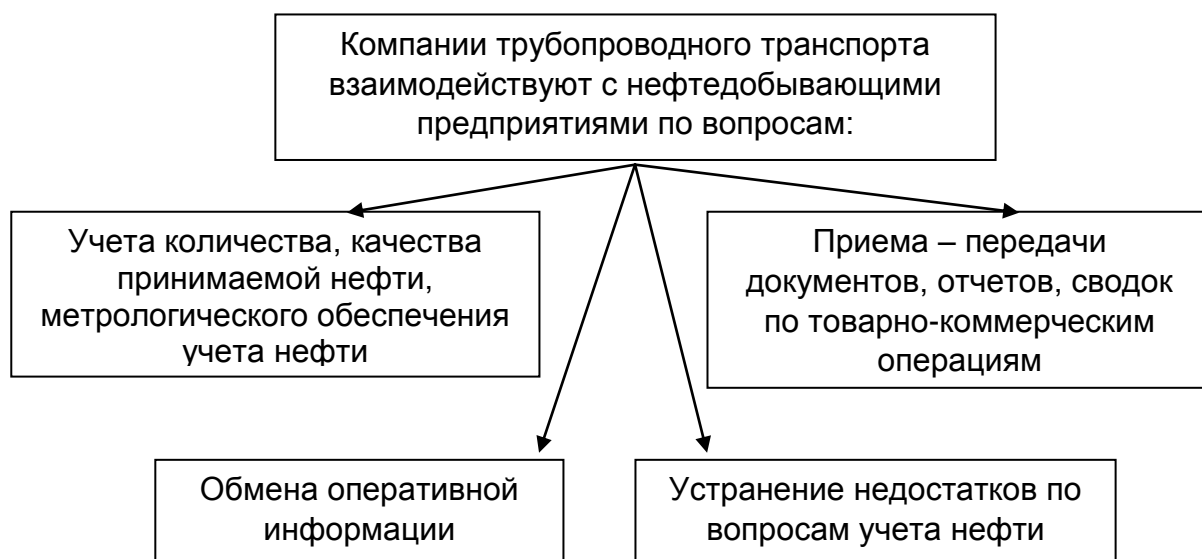 Компании трубопроводного транспорта
взаимодействуют с нефтедобывающими
предприятиями по вопросам:
Учета количества, качества
принимаемой нефти,
метрологического обеспечения
учета нефти
Приема – передачи
документов, отчетов, сводок
по товарно-коммерческим
операциям
Обмена оперативной
информации
Устранение недостатков по
вопросам учета нефти